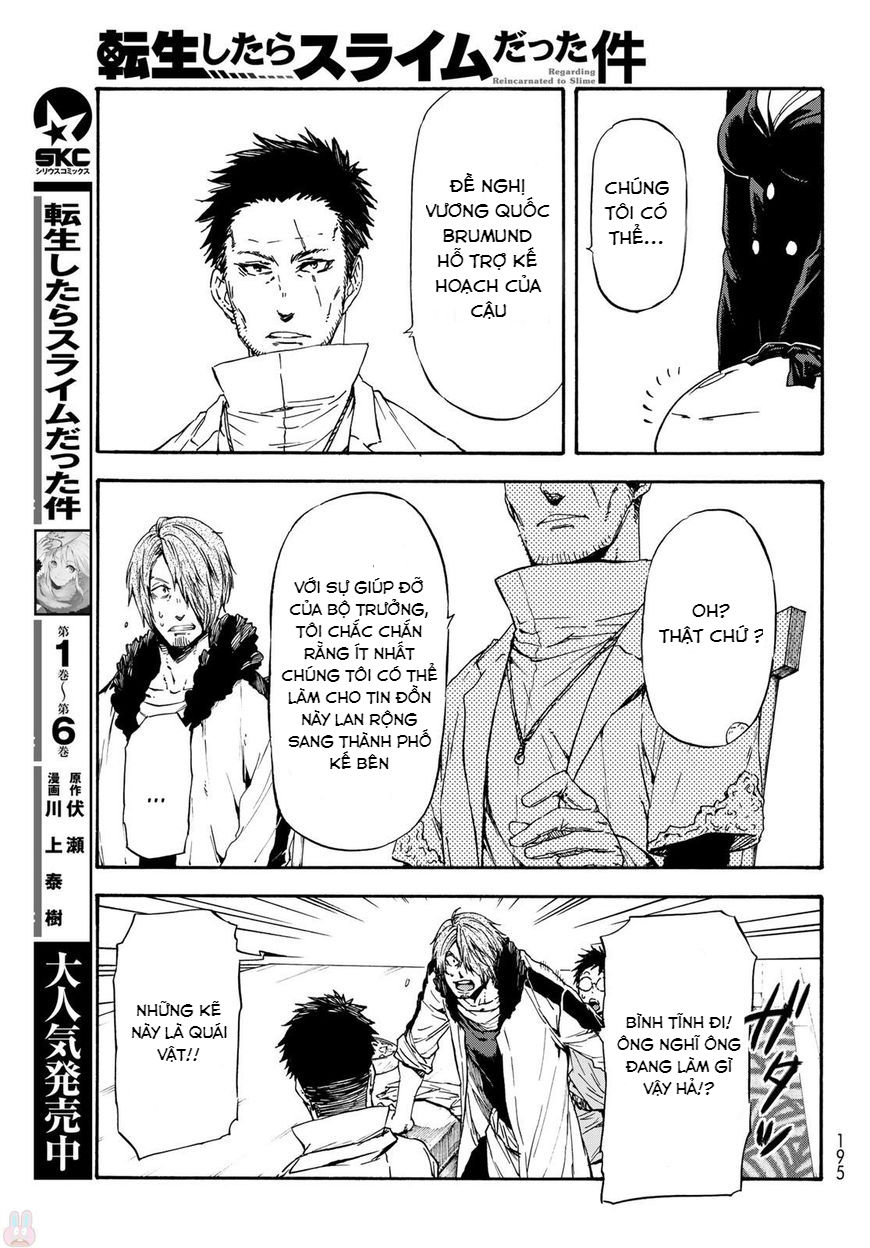 転生したらスライムだった件
Regarding
Reincarnated to Slime
SKC
シリウスコミックス
転生したらスライムだった件
第1巻〜第6巻
原作 伏瀬
漫画 川上泰樹
大人気発売中
CHÚNG
TÔI CÓ
THỂ...
ĐỀ NGHỊ
VƯƠNG QUỐC
BRUMUND
HỖ TRỢ KẾ
HOẠCH CỦA
CẬU
OH?
THẬT CHỨ ?
VỚI SỰ GIÚP ĐỠ
CỦA BỘ TRƯỞNG,
TÔI CHẮC CHẮN
RẰNG ÍT NHẤT
CHÚNG TÔI CÓ THỂ
LÀM CHO TIN ĐỒN
NÀY LAN RỘNG
SANG THÀNH PHỐ
KẾ BÊN
...
BÌNH TĨNH ĐI!
ÔNG NGHĨ ÔNG
ĐANG LÀM GÌ
VẬY HẢ!?
ガタッ
NHỮNG KẼ
NÀY LÀ QUÁI
VẬT!!
195